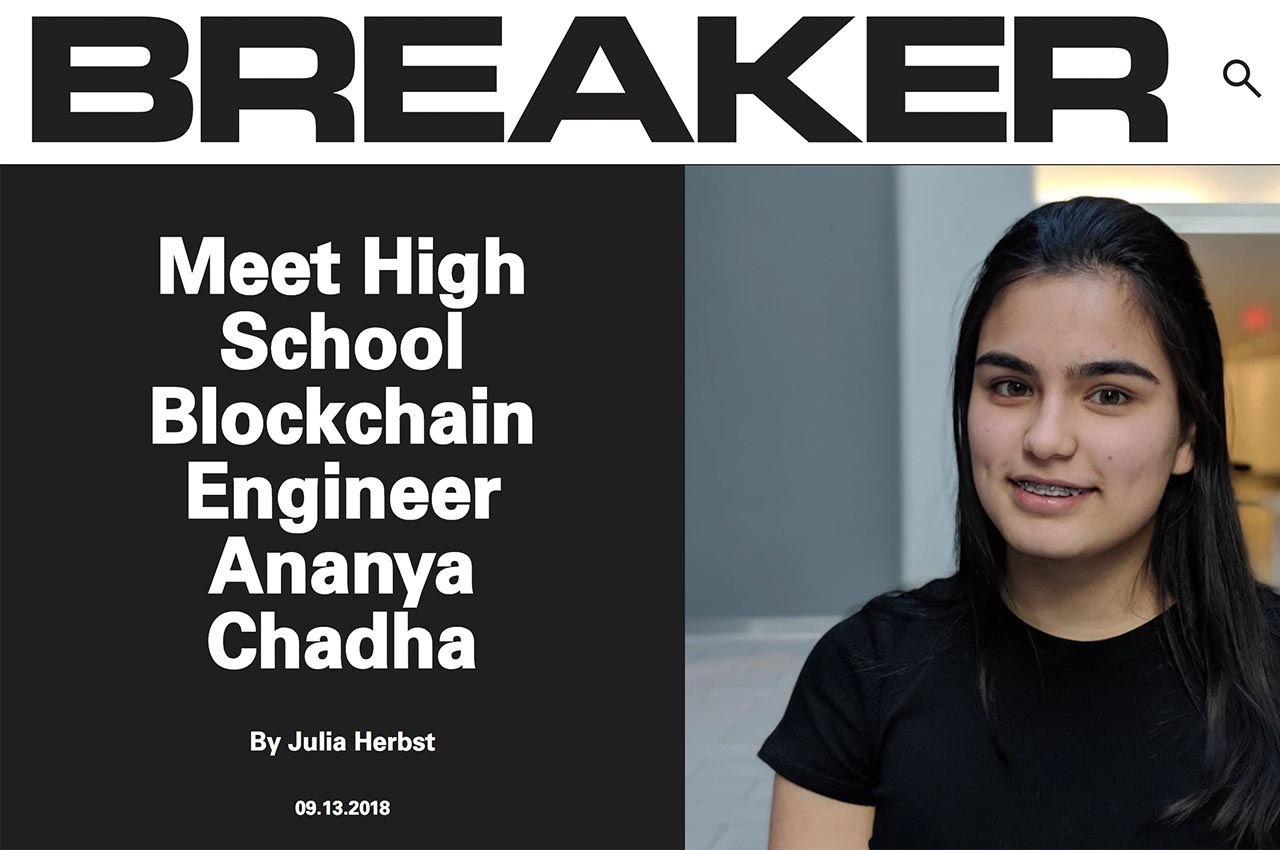 BREAKER
Meet High
School
Blockchain
Engineer
Ananya
Chadha
By Julia Herbst
09.13.2018